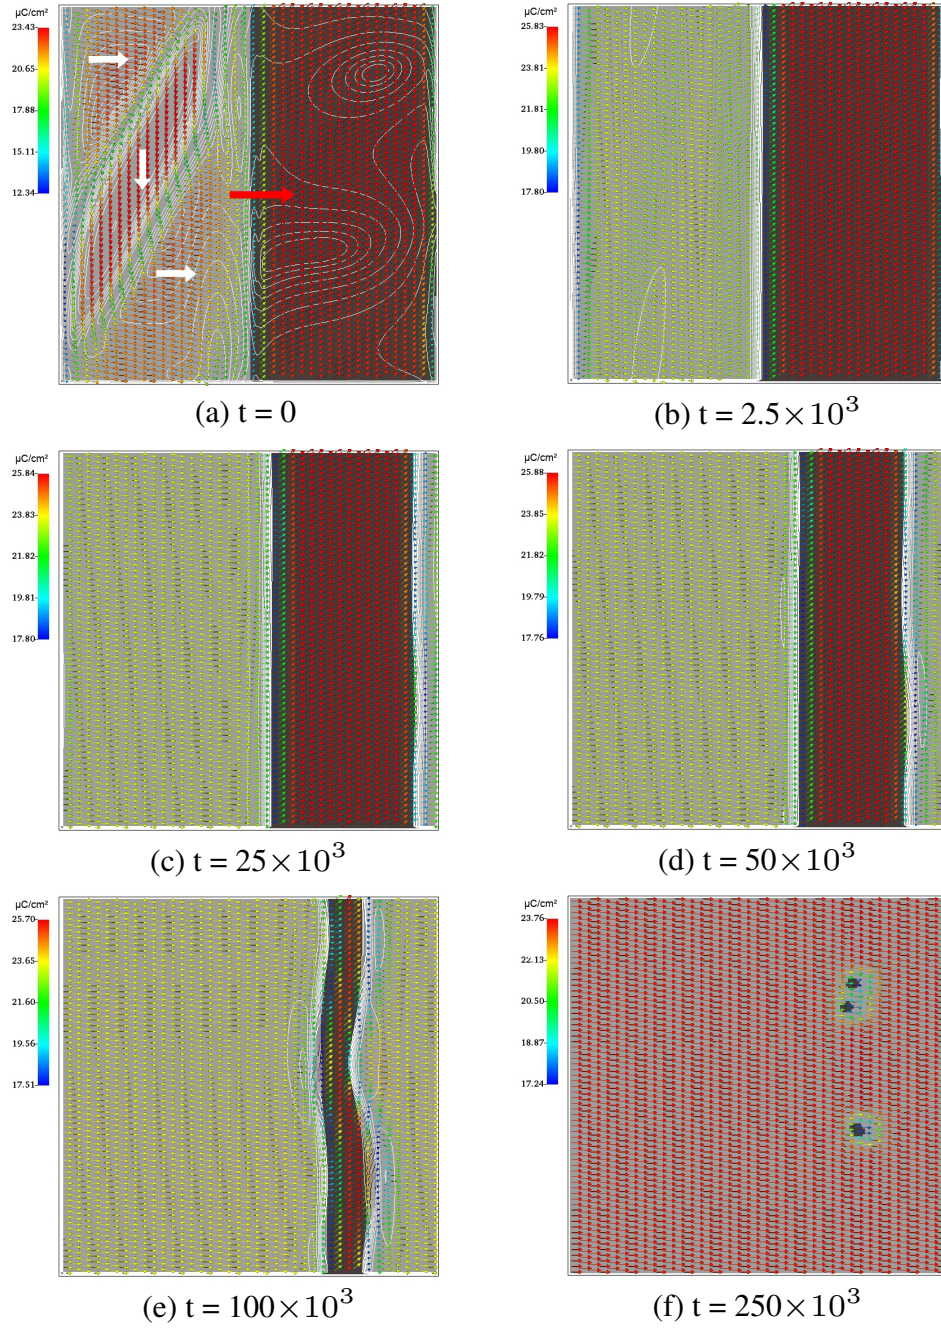 µC/cm²
23.43
20.65
17.88
15.11
12.34
(a) t = 0
µC/cm²
25.83
23.81
21.81
19.80
17.80
(b) t = 2.5×10³
µC/cm²
25.84
23.83
21.82
19.81
17.80
(c) t = 25×10³
µC/cm²
25.88
23.85
21.82
19.79
17.76
(d) t = 50×10³
µC/cm²
25.70
23.65
21.60
19.56
17.51
(e) t = 100×10³
µC/cm²
23.76
22.13
20.50
18.87
17.24
(f) t = 250×10³